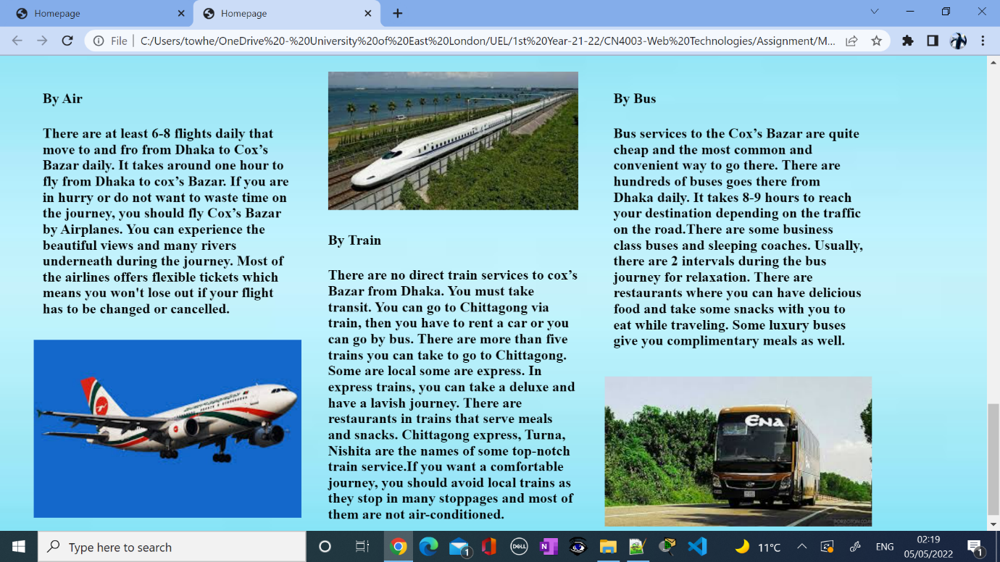 Homepage
Homepage
File
C:/Users/towhe/OneDrive%20-%20University%20of%20East%20London/UEL/1st%20Year-21-22/CN4003-Web%20Technologies/Assignment/M...
By Air
There are at least 6-8 flights daily that
move to and fro from Dhaka to Cox’s
Bazar daily. It takes around one hour to
fly from Dhaka to cox’s Bazar. If you are
in hurry or do not want to waste time on
the journey, you should fly Cox’s Bazar
by Airplanes. You can experience the
beautiful views and many rivers
underneath during the journey. Most of
the airlines offers flexible tickets which
means you won't lose out if your flight
has to be changed or cancelled.
By Train
There are no direct train services to cox’s
Bazar from Dhaka. You must take
transit. You can go to Chittagong via
train, then you have to rent a car or you
can go by bus. There are more than five
trains you can take to go to Chittagong.
Some are local some are express. In
express trains, you can take a deluxe and
have a lavish journey. There are
restaurants in trains that serve meals
and snacks. Chittagong express, Turna,
Nishita are the names of some top-notch
train service.If you want a comfortable
journey, you should avoid local trains as
they stop in many stoppages and most of
them are not air-conditioned.
By Bus
Bus services to the Cox’s Bazar are quite
cheap and the most common and
convenient way to go there. There are
hundreds of buses goes there from
Dhaka daily. It takes 8-9 hours to reach
your destination depending on the traffic
on the road.There are some business
class buses and sleeping coaches. Usually,
there are 2 intervals during the bus
journey for relaxation. There are
restaurants where you can have delicious
food and take some snacks with you to
eat while traveling. Some luxury buses
give you complimentary meals as well.
ENA
Type here to search
1
DELL
N
11°C
ENG
02:19
05/05/2022
1